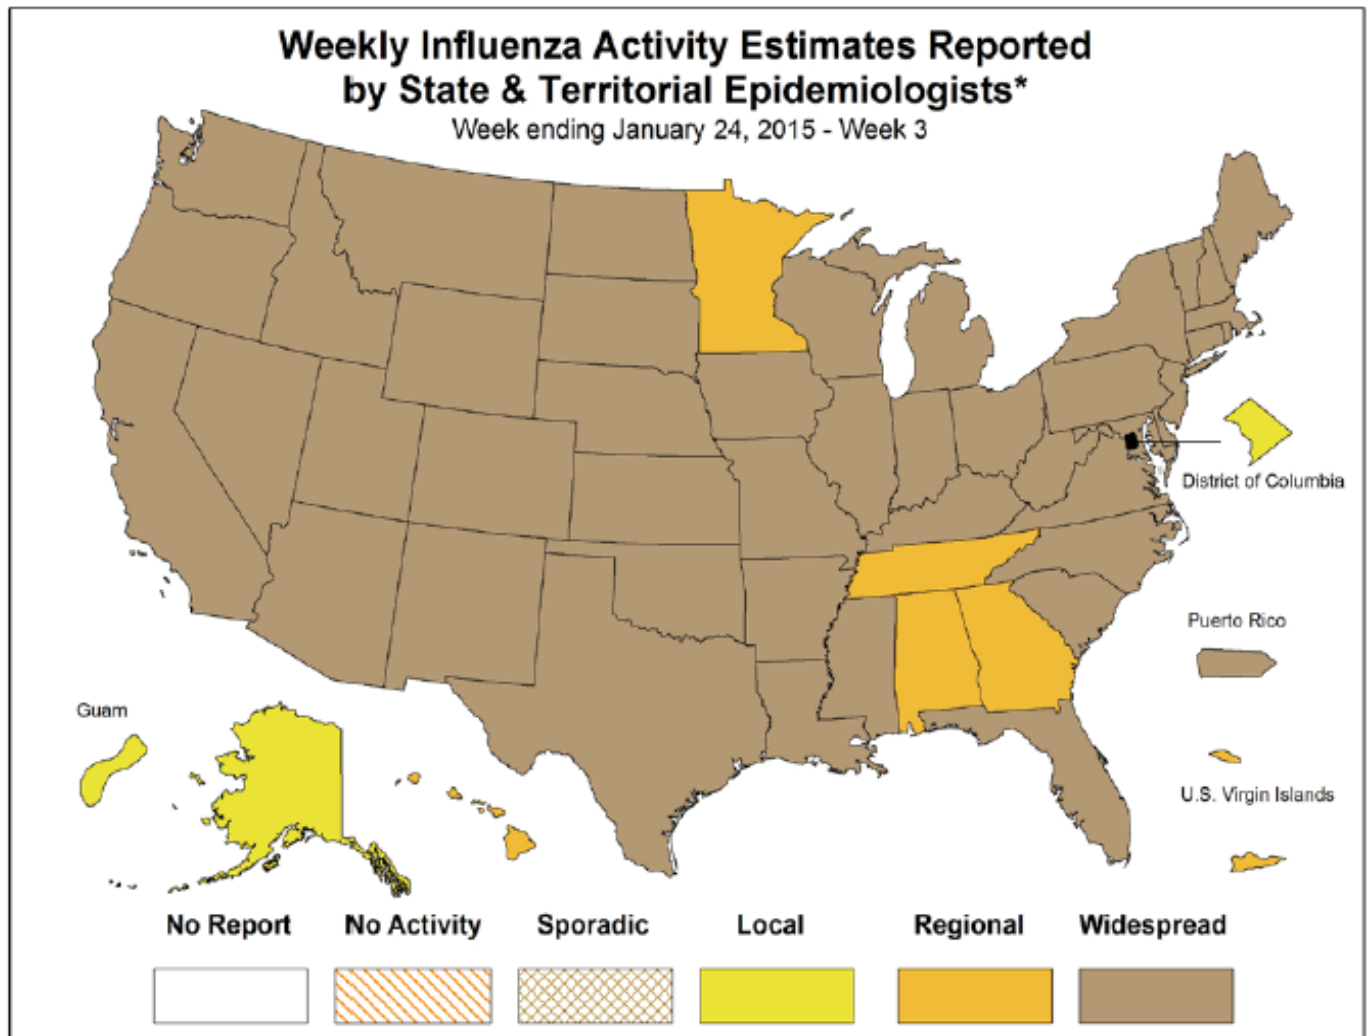 Weekly Influenza Activity Estimates Reported
by State & Territorial Epidemiologists*
Week ending January 24, 2015 - Week 3
District of Columbia
Puerto Rico
Guam
U.S. Virgin Islands
No Report
No Activity
Sporadic
Local
Regional
Widespread